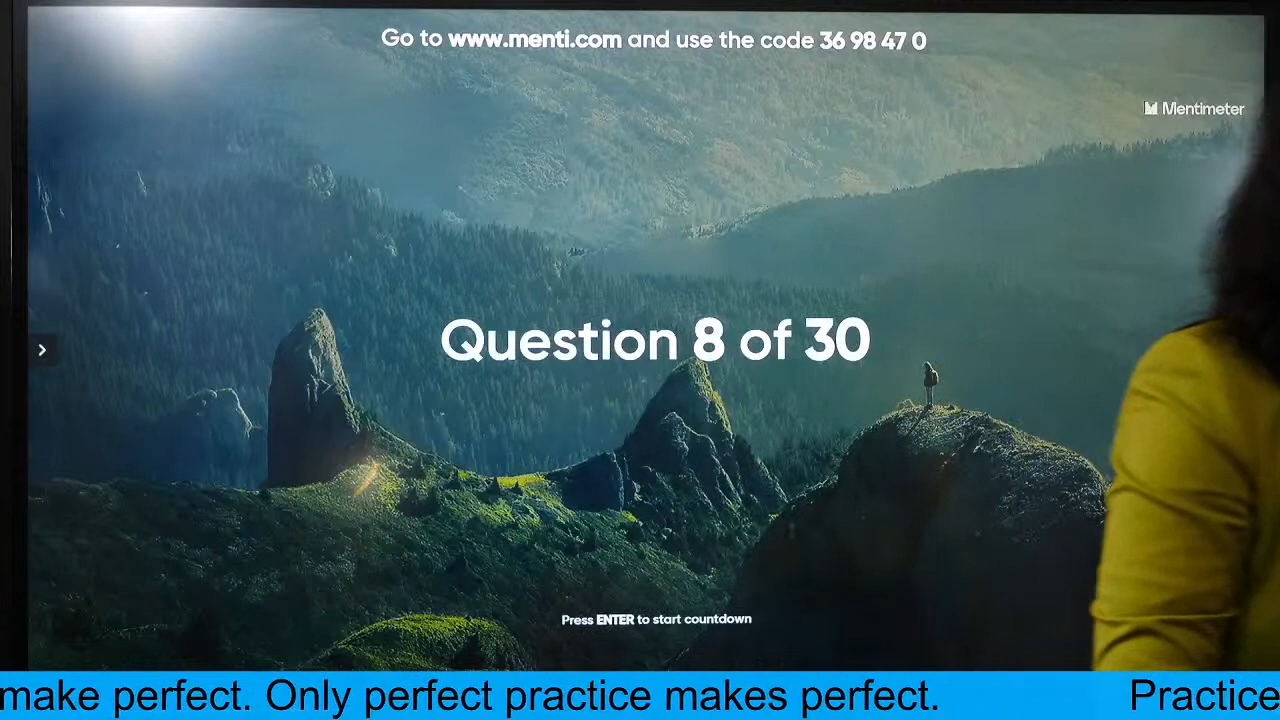 Go to www.menti.com and use the code 36 98 47 0
Mentimeter
Question 8 of 30
Press ENTER to start countdown
make perfect. Only perfect practice makes perfect. Practice